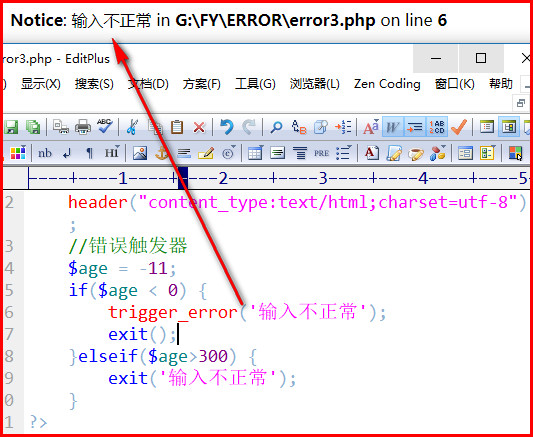 Notice: 输入不正常 in G:\FY\ERROR\error3.php on line 6
ror3.php - EditPlus
显示(X) 搜索(S) 文档(D) 方案(F) 工具(G) 浏览器(L) Zen Coding 窗口(K) 帮助
nb ¶ HI PRE
----+----1----+----2----+----3----+----4----+----5-
2 header("content_type:text/html;charset=utf-8")
;
3 //错误触发器
4 $age = -11;
5 if($age < 0) {
6 trigger_error('输入不正常');
7 exit();
8 }elseif($age>300) {
9 exit('输入不正常');
0 }
1 ?>